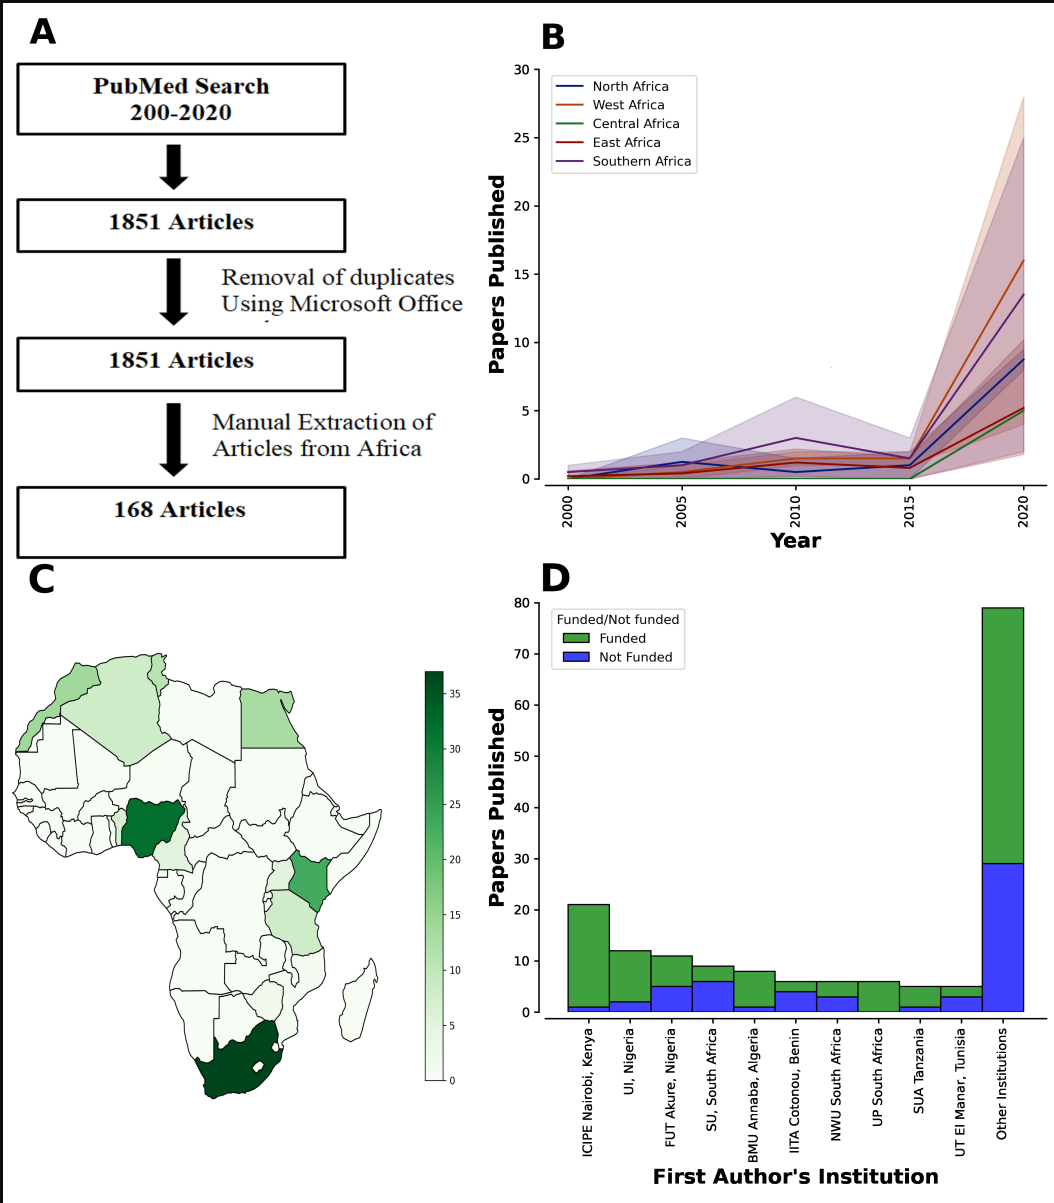 A
PubMed Search
200-2020
1851 Articles
Removal of duplicates
Using Microsoft Office
1851 Articles
Manual Extraction of
Articles from Africa
168 Articles
B
30
25
20
15
10
5
0
Papers Published
North Africa
West Africa
Central Africa
East Africa
Southern Africa
2000
2005
2010
2015
2020
Year
C
35
30
25
20
15
10
5
0
D
80
70
60
50
40
30
20
10
0
Papers Published
Funded/Not funded
Funded
Not Funded
ICIPE Nairobi, Kenya
UI, Nigeria
FUT Akure, Nigeria
SU, South Africa
BMU Annaba, Algeria
IITA Cotonou, Benin
NWU South Africa
UP South Africa
SUA Tanzania
UT El Manar, Tunisia
Other Institutions
First Author's Institution